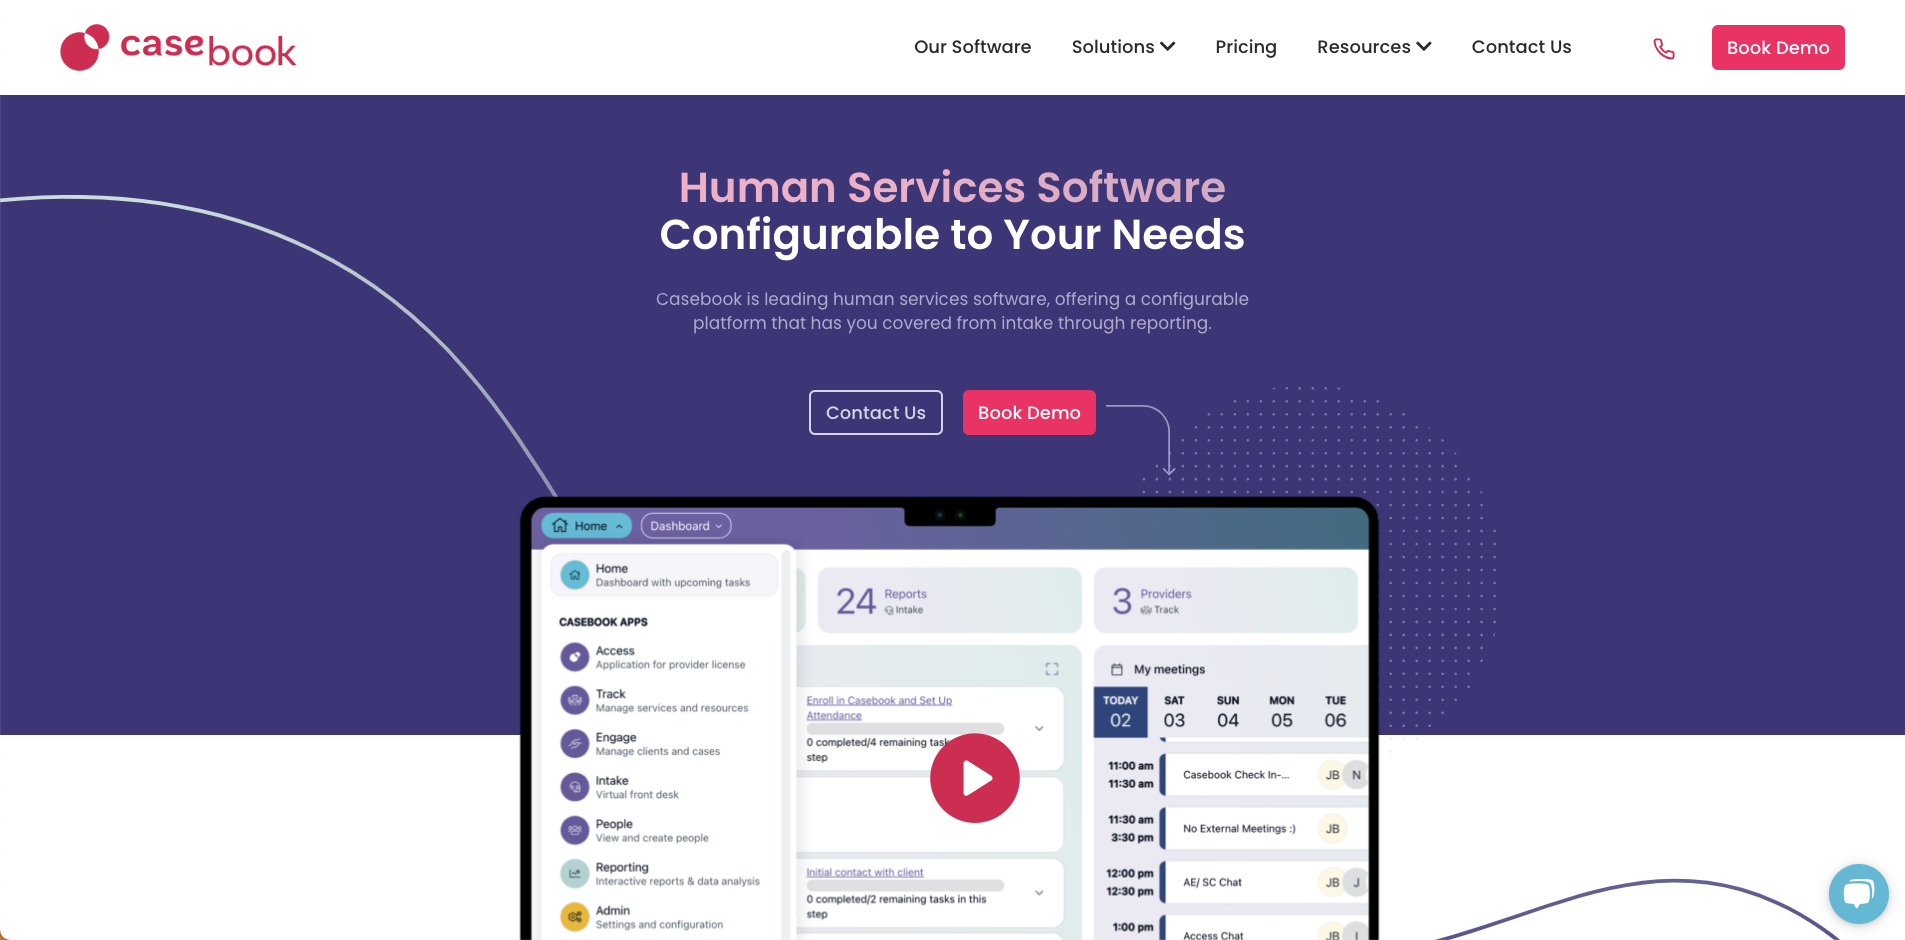 casebook
Our Software
Solutions
Pricing
Resources
Contact Us
Book Demo
Human Services Software
Configurable to Your Needs
Casebook is leading human services software, offering a configurable
platform that has you covered from intake through reporting.
Contact Us
Book Demo
Home
Dashboard
Home
Dashboard with upcoming tasks
CASEBOOK APPS
Access
Application for provider license
Track
Manage services and resources
Engage
Manage clients and cases
Intake
Virtual front desk
People
View and create people
Reporting
Interactive reports & data analysis
Admin
Settings and configuration
24 Reports
Intake
3 Providers
Track
Enroll in Casebook and Set Up
Attendance
0 completed/4 remaining
step
Initial contact with client
0 completed/2 remaining tasks in this
step
My meetings
TODAY SAT SUN MON TUE
02 03 04 05 06
11:00 am
11:30 am
Casebook Check In-...
JB N
11:30 am
3:30 pm
No External Meetings :)
JB
12:00 pm
12:30 pm
AE/ SC Chat
JB J
1:00 pm
Access Chat
JB